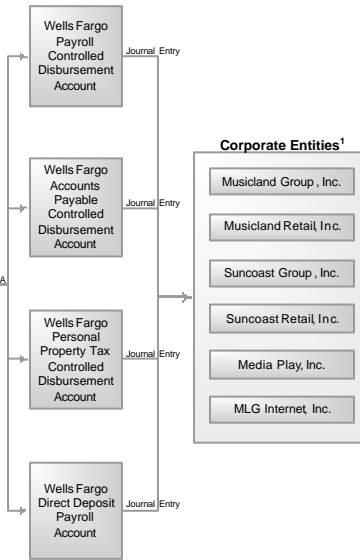 Wells Fargo
Payroll
Controlled
Disbursement
Account
Journal Entry
Wells Fargo
Accounts
Payable
Controlled
Disbursement
Account
Journal Entry
A
Wells Fargo
Personal
Property Tax
Controlled
Disbursement
Account
Journal Entry
Wells Fargo
Direct Deposit
Payroll
Account
Journal Entry
Corporate Entities¹
Musicland Group, Inc.
Musicland Retail, Inc.
Suncoast Group, Inc.
Suncoast Retail, Inc.
Media Play, Inc.
MLG Internet, Inc.